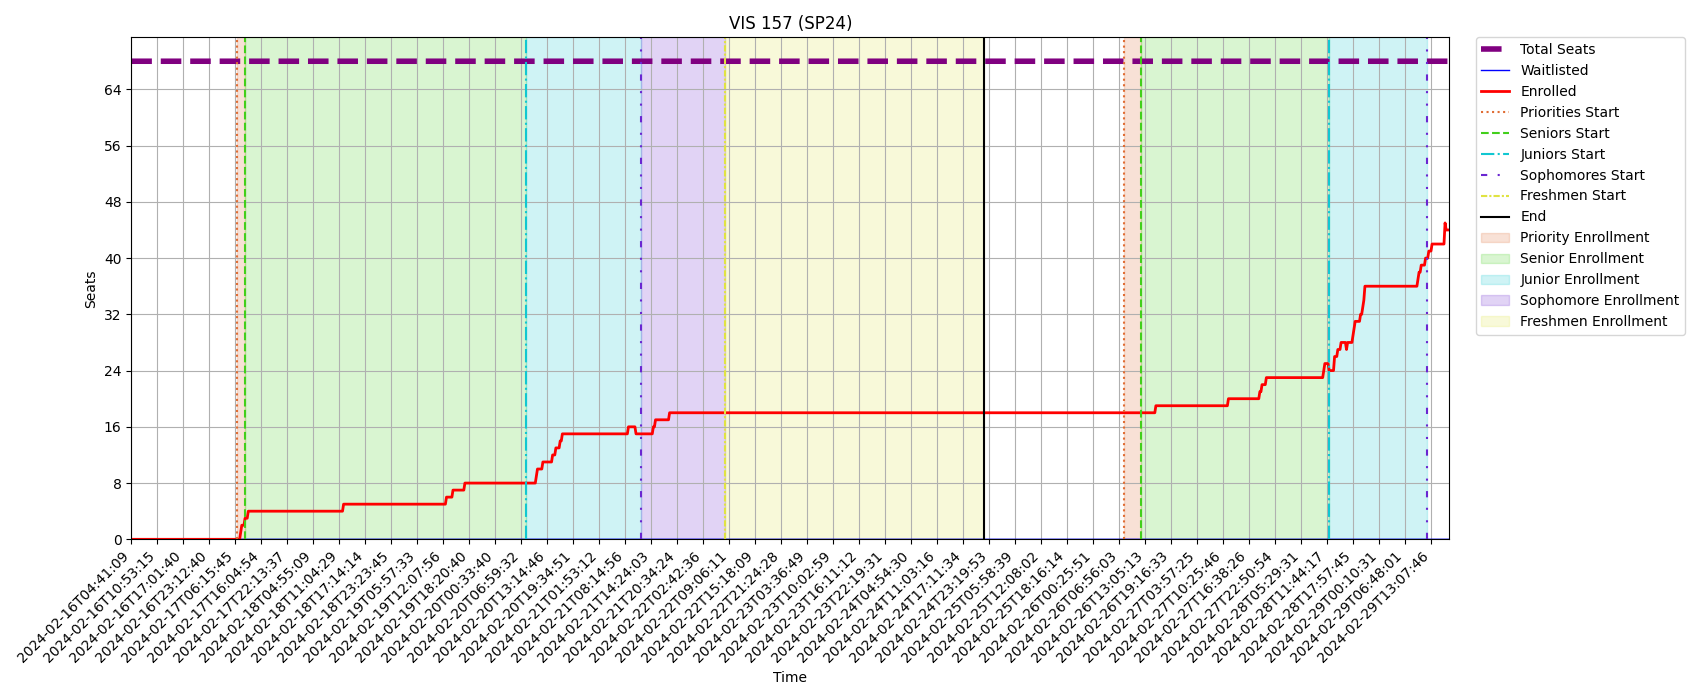 VIS 157 (SP24)
Seats
64
56
48
40
32
24
16
8
0
2024-02-16T04:41:09
2024-02-16T10:53:15
2024-02-16T17:01:40
2024-02-16T23:12:40
2024-02-17T06:15:45
2024-02-17T16:04:54
2024-02-17T22:13:37
2024-02-18T04:55:09
2024-02-18T11:04:29
2024-02-18T17:14:14
2024-02-18T23:23:45
2024-02-19T05:57:33
2024-02-19T12:07:56
2024-02-19T18:20:40
2024-02-20T00:33:40
2024-02-20T06:59:32
2024-02-20T13:14:46
2024-02-20T19:34:51
2024-02-21T01:53:12
2024-02-21T08:14:56
2024-02-21T14:24:03
2024-02-21T20:34:24
2024-02-22T02:42:36
2024-02-22T09:06:11
2024-02-22T15:18:09
2024-02-22T21:24:28
2024-02-23T03:36:49
2024-02-23T10:02:59
2024-02-23T16:11:12
2024-02-23T22:19:31
2024-02-24T04:54:30
2024-02-24T11:03:16
2024-02-24T17:11:34
2024-02-24T23:19:53
2024-02-25T05:58:39
2024-02-25T12:08:02
2024-02-25T18:16:14
2024-02-26T00:25:51
2024-02-26T06:56:03
2024-02-26T13:05:13
2024-02-26T19:16:33
2024-02-27T03:57:25
2024-02-27T10:25:46
2024-02-27T16:38:26
2024-02-27T22:50:54
2024-02-28T05:29:31
2024-02-28T11:44:17
2024-02-28T17:57:45
2024-02-29T00:10:31
2024-02-29T06:48:01
2024-02-29T13:07:46
Time
Total Seats
Waitlisted
Enrolled
Priorities Start
Seniors Start
Juniors Start
Sophomores Start
Freshmen Start
End
Priority Enrollment
Senior Enrollment
Junior Enrollment
Sophomore Enrollment
Freshmen Enrollment